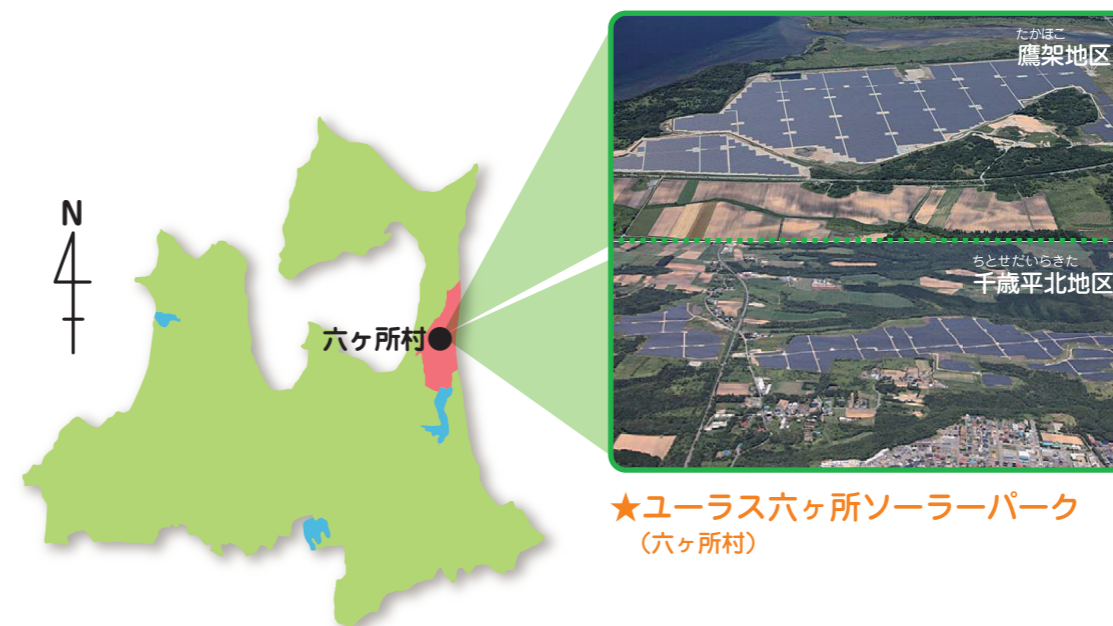 N
六ヶ所村
たかほこ
鷹架地区
ちとせだいらきた
千歳平北地区
★ユーラス六ヶ所ソーラーパーク
（六ヶ所村）